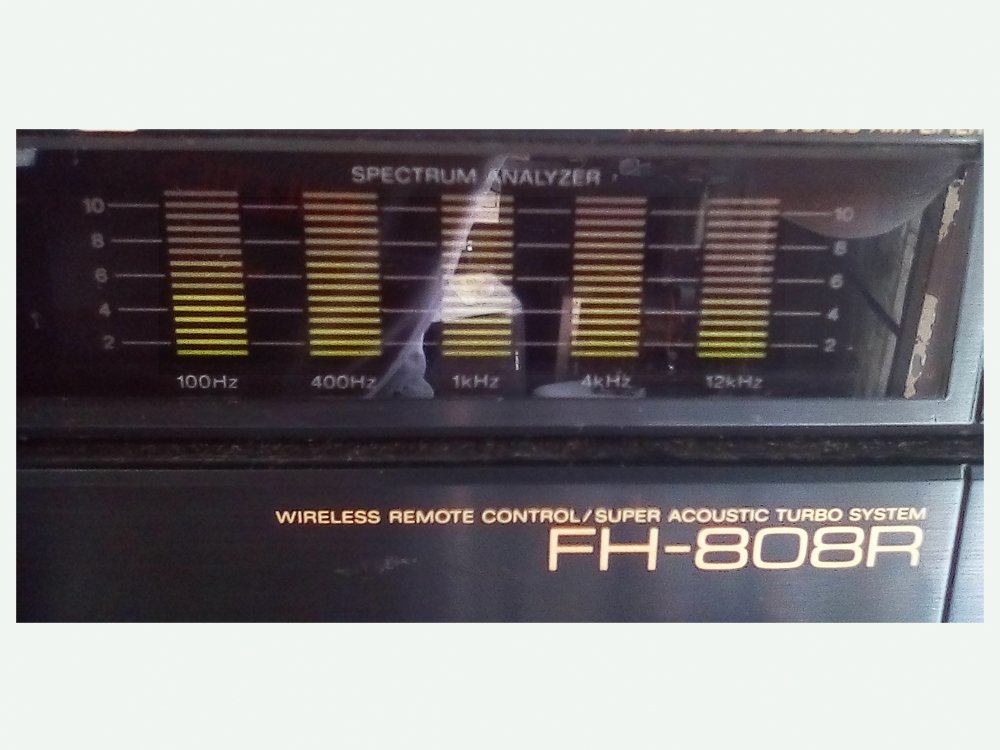 SPECTRUM ANALYZER
10 10
8 8
6 6
4 4
2 2
100Hz 400Hz 1kHz 4kHz 12kHz
WIRELESS REMOTE CONTROL/SUPER ACOUSTIC TURBO SYSTEM
FH-808R